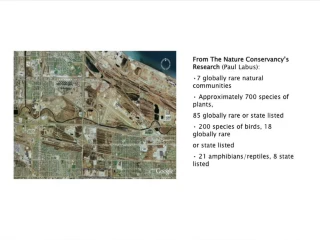 From The Nature Conservancy's
Research (Paul Labus):
•7 globally rare natural
communities
• Approximately 700 species of
plants,
85 globally rare or state listed
• 200 species of birds, 18
globally rare
or state listed
• 21 amphibians/reptiles, 8 state
listed
Google